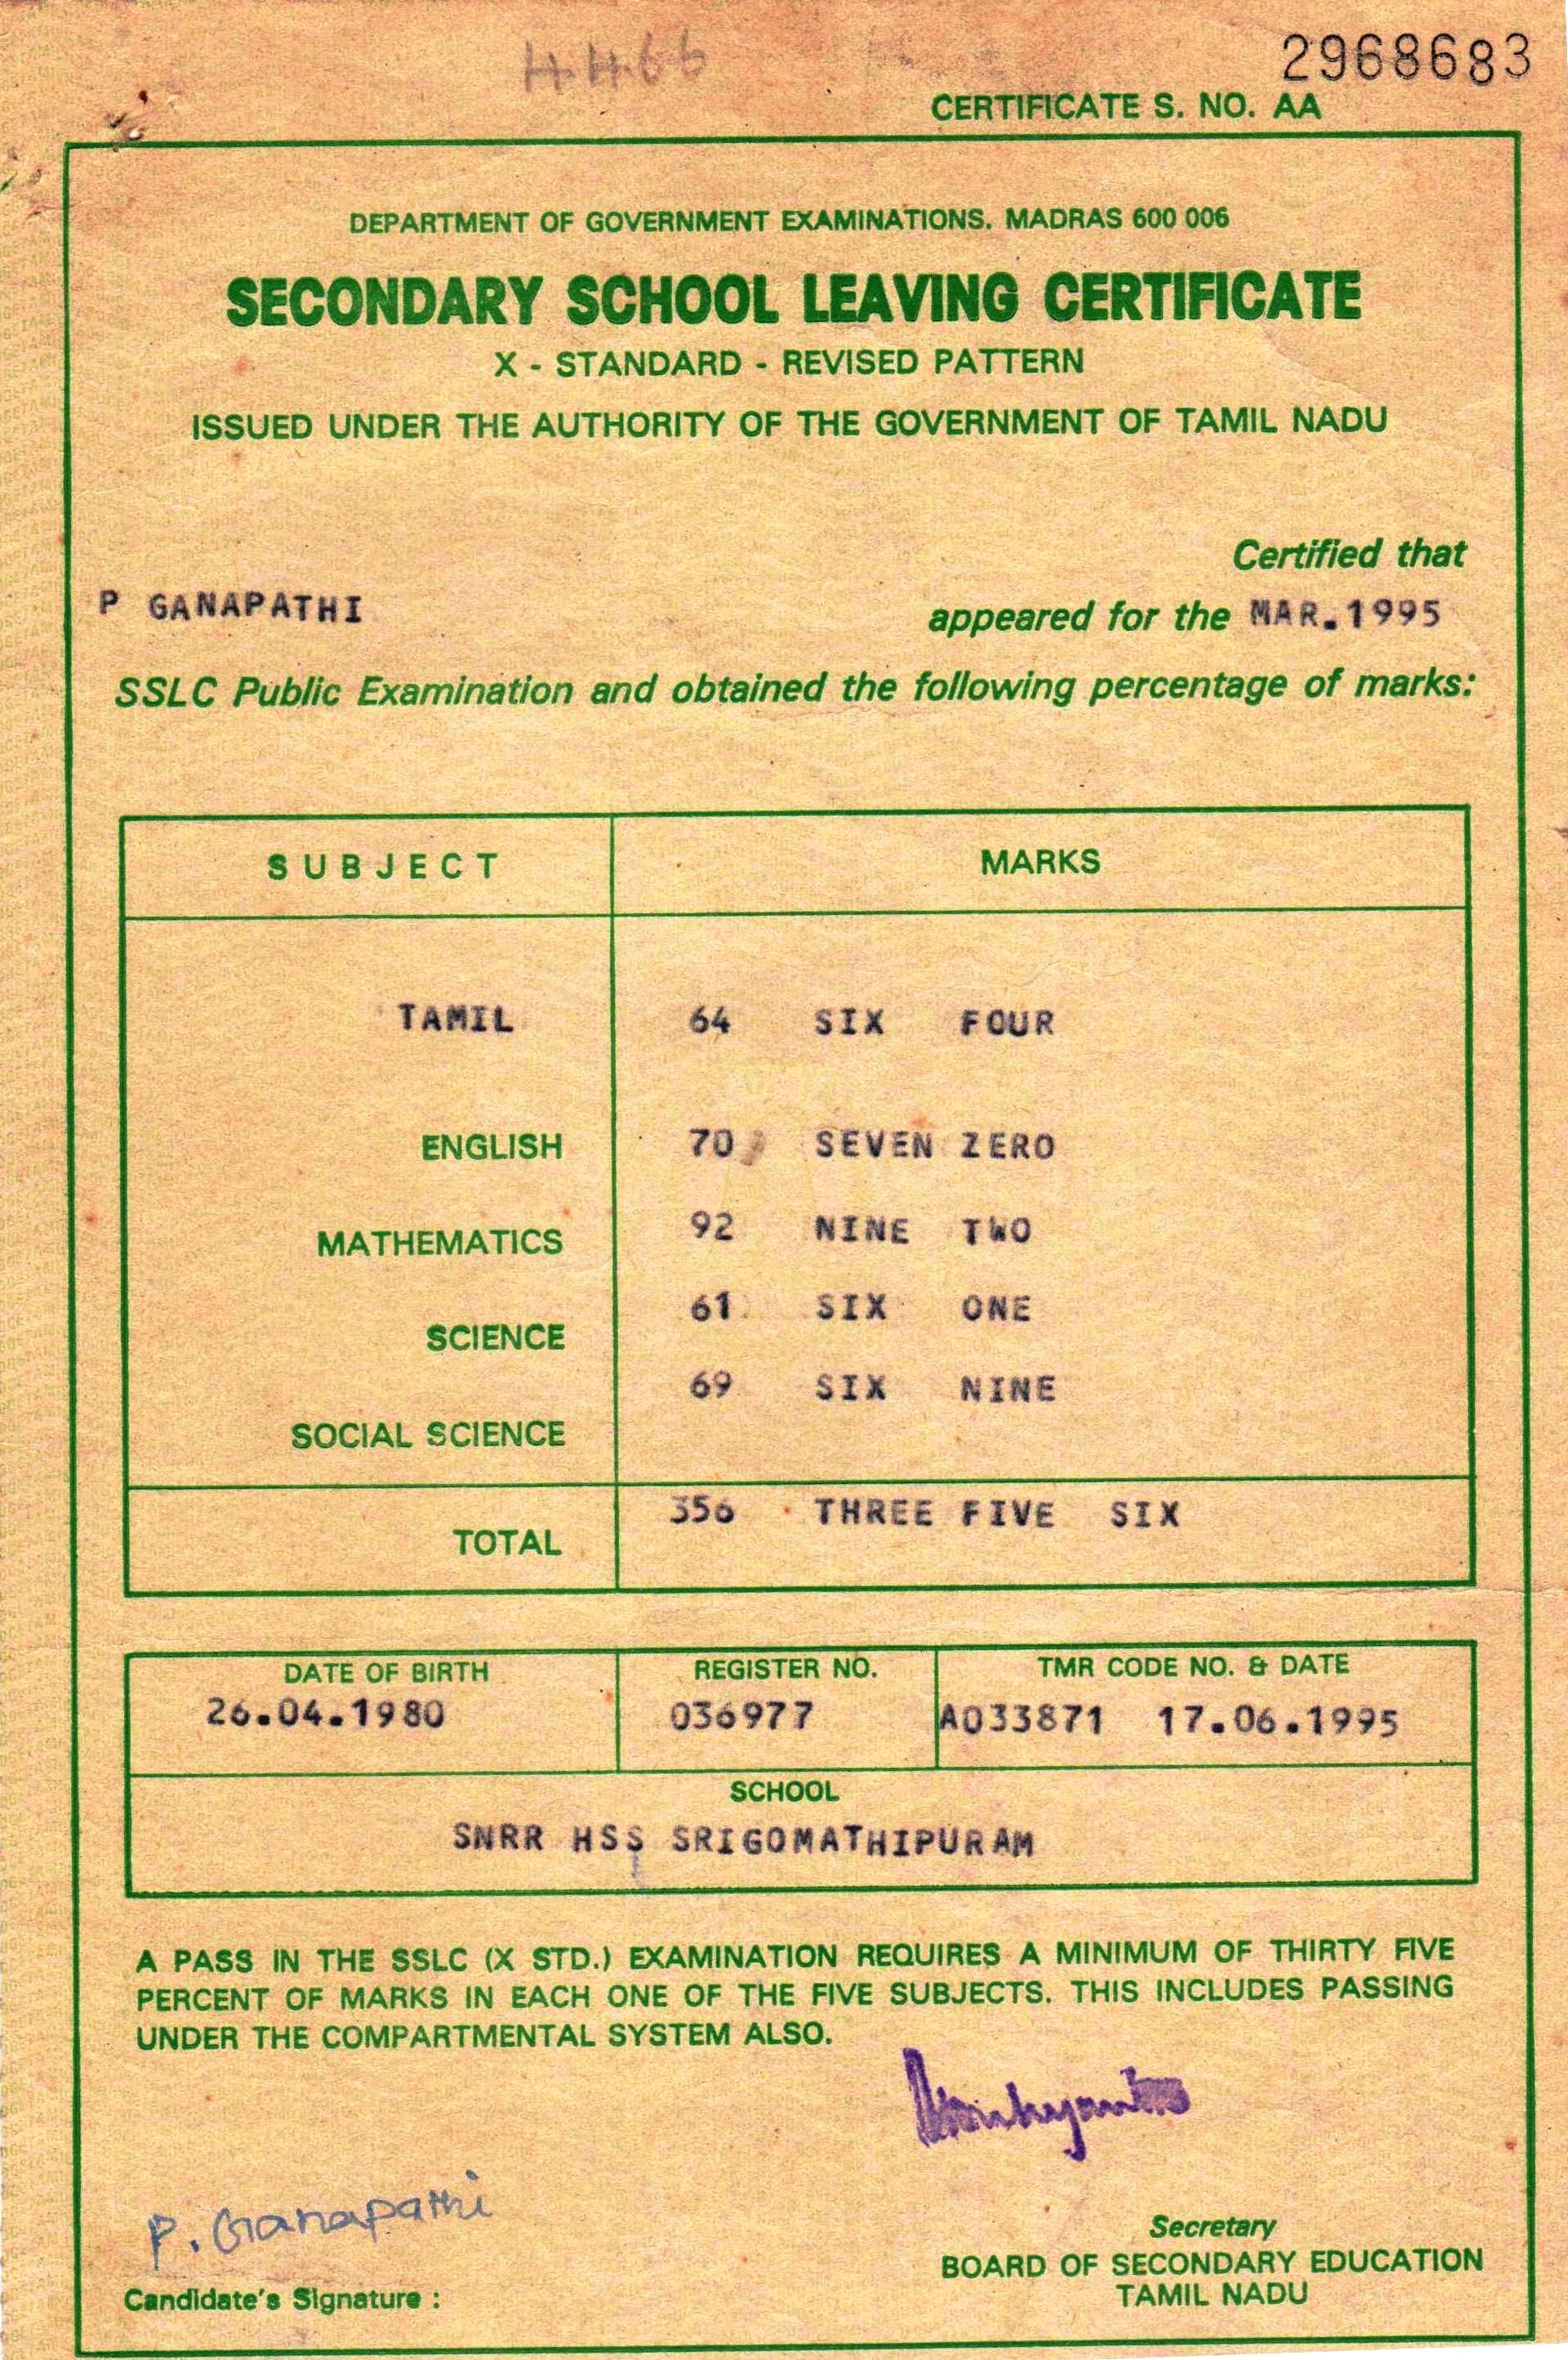 4466
2968683
CERTIFICATE S. NO. AA
DEPARTMENT OF GOVERNMENT EXAMINATIONS. MADRAS 600 006
SECONDARY SCHOOL LEAVING CERTIFICATE
X - STANDARD - REVISED PATTERN
ISSUED UNDER THE AUTHORITY OF THE GOVERNMENT OF TAMIL NADU
Certified that
P GANAPATHI appeared for the MAR.1995
SSLC Public Examination and obtained the following percentage of marks:
SUBJECT MARKS
TAMIL 64 SIX FOUR
ENGLISH 70 SEVEN ZERO
MATHEMATICS 92 NINE TWO
SCIENCE 61 SIX ONE
SOCIAL SCIENCE 69 SIX NINE
TOTAL 356 THREE FIVE SIX
DATE OF BIRTH REGISTER NO. TMR CODE NO. & DATE
26.04.1980 036977 A033871 17.06.1995
SCHOOL
SNRR HSS SRIGOMATHIPURAM
A PASS IN THE SSLC (X STD.) EXAMINATION REQUIRES A MINIMUM OF THIRTY FIVE
PERCENT OF MARKS IN EACH ONE OF THE FIVE SUBJECTS. THIS INCLUDES PASSING
UNDER THE COMPARTMENTAL SYSTEM ALSO.
P. Ganapathi
Secretary
BOARD OF SECONDARY EDUCATION
Candidate's Signature : TAMIL NADU